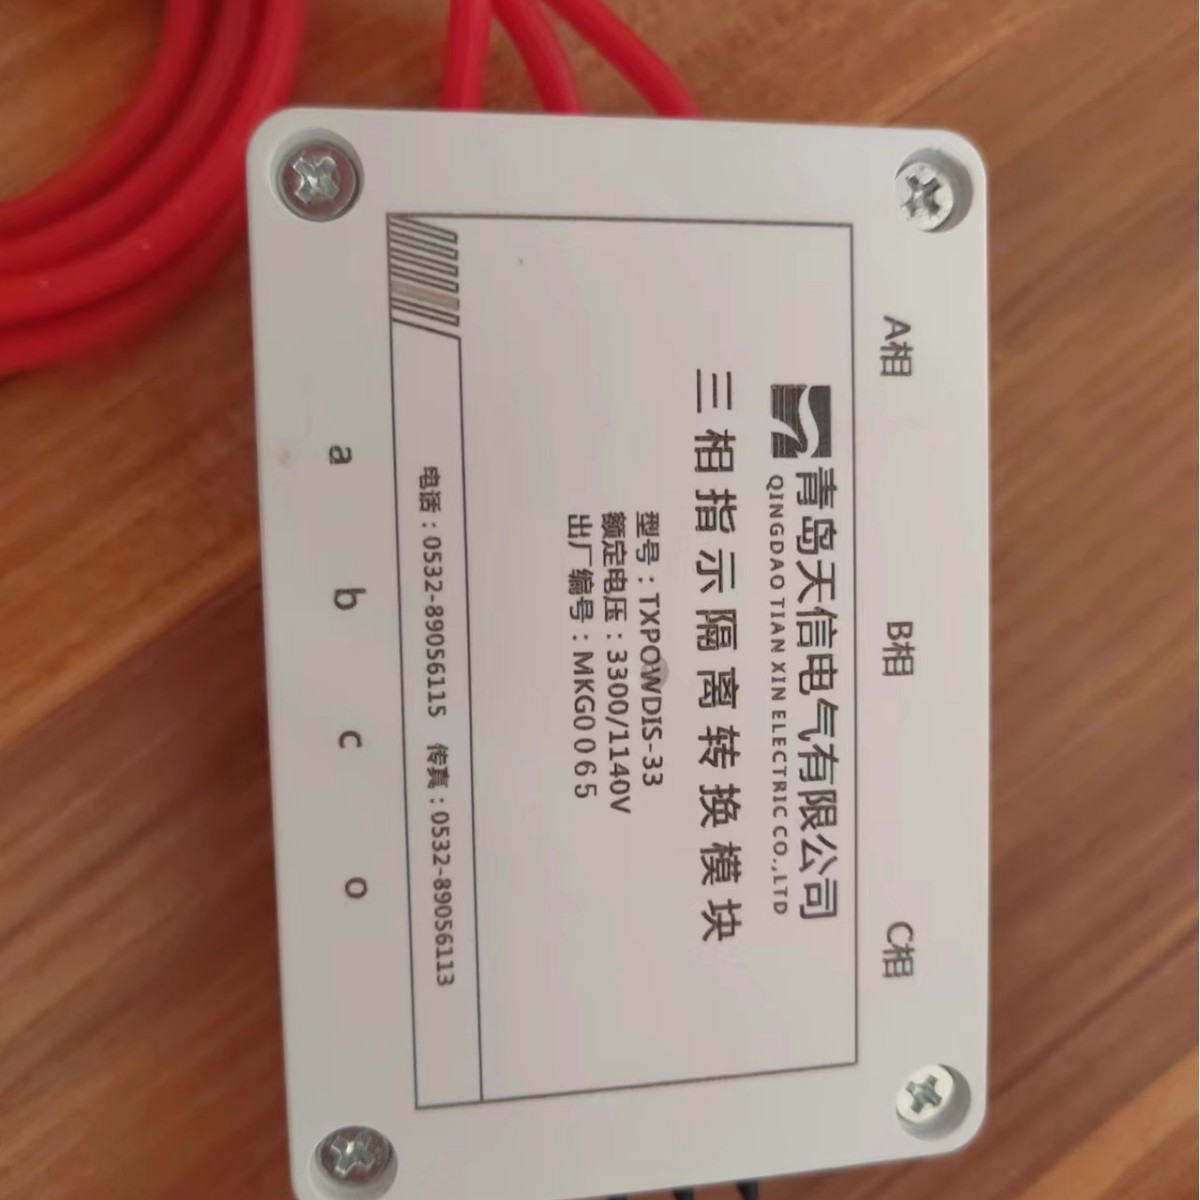 A相 B相 C相
青岛天信电气有限公司
QINGDAO TIAN XIN ELECTRIC CO.,LTD
三相指示隔离转换模块
型号：TXPOWDIS-33
额定电压：3300/1140V
出厂编号：MKG0065
电话：0532-89056115 传真：0532-89056113
a b c o